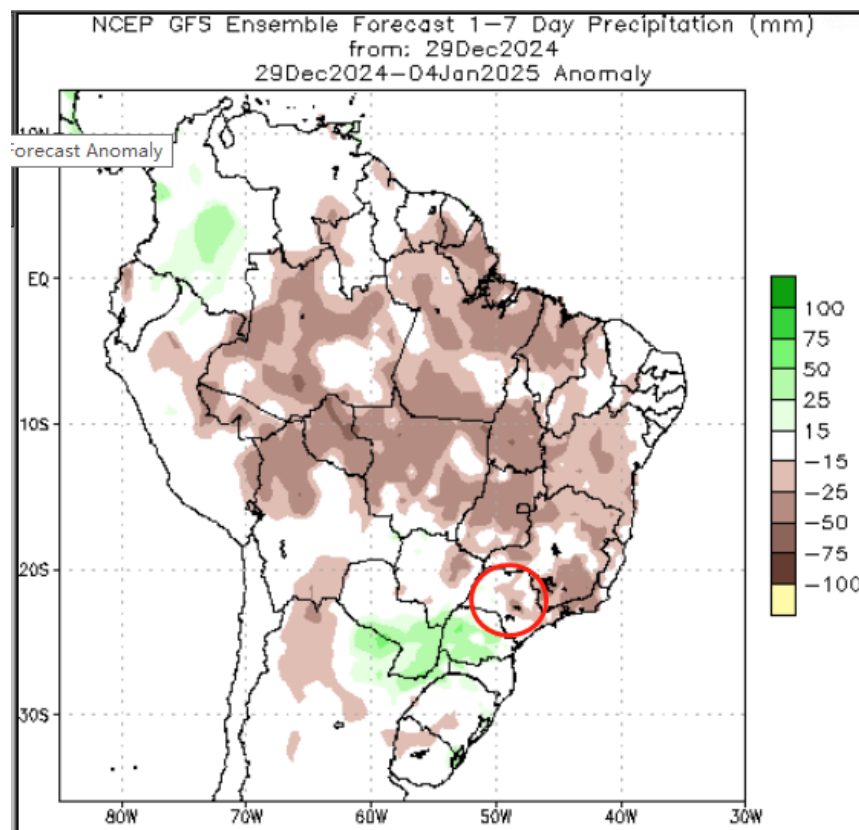 NCEP GFS Ensemble Forecast 1–7 Day Precipitation (mm)
from: 29Dec2024
29Dec2024–04Jan2025 Anomaly
Forecast Anomaly
EQ
10S
20S
30S
80W
70W
60W
50W
40W
30W
100
75
50
25
15
−15
−25
−50
−75
−100